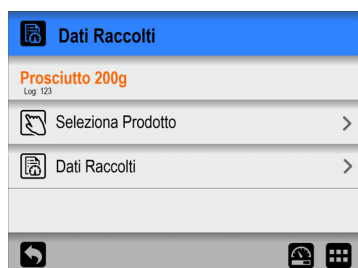 Dati Raccolti
Prosciutto 200g
Log: 123
Seleziona Prodotto
Dati Raccolti